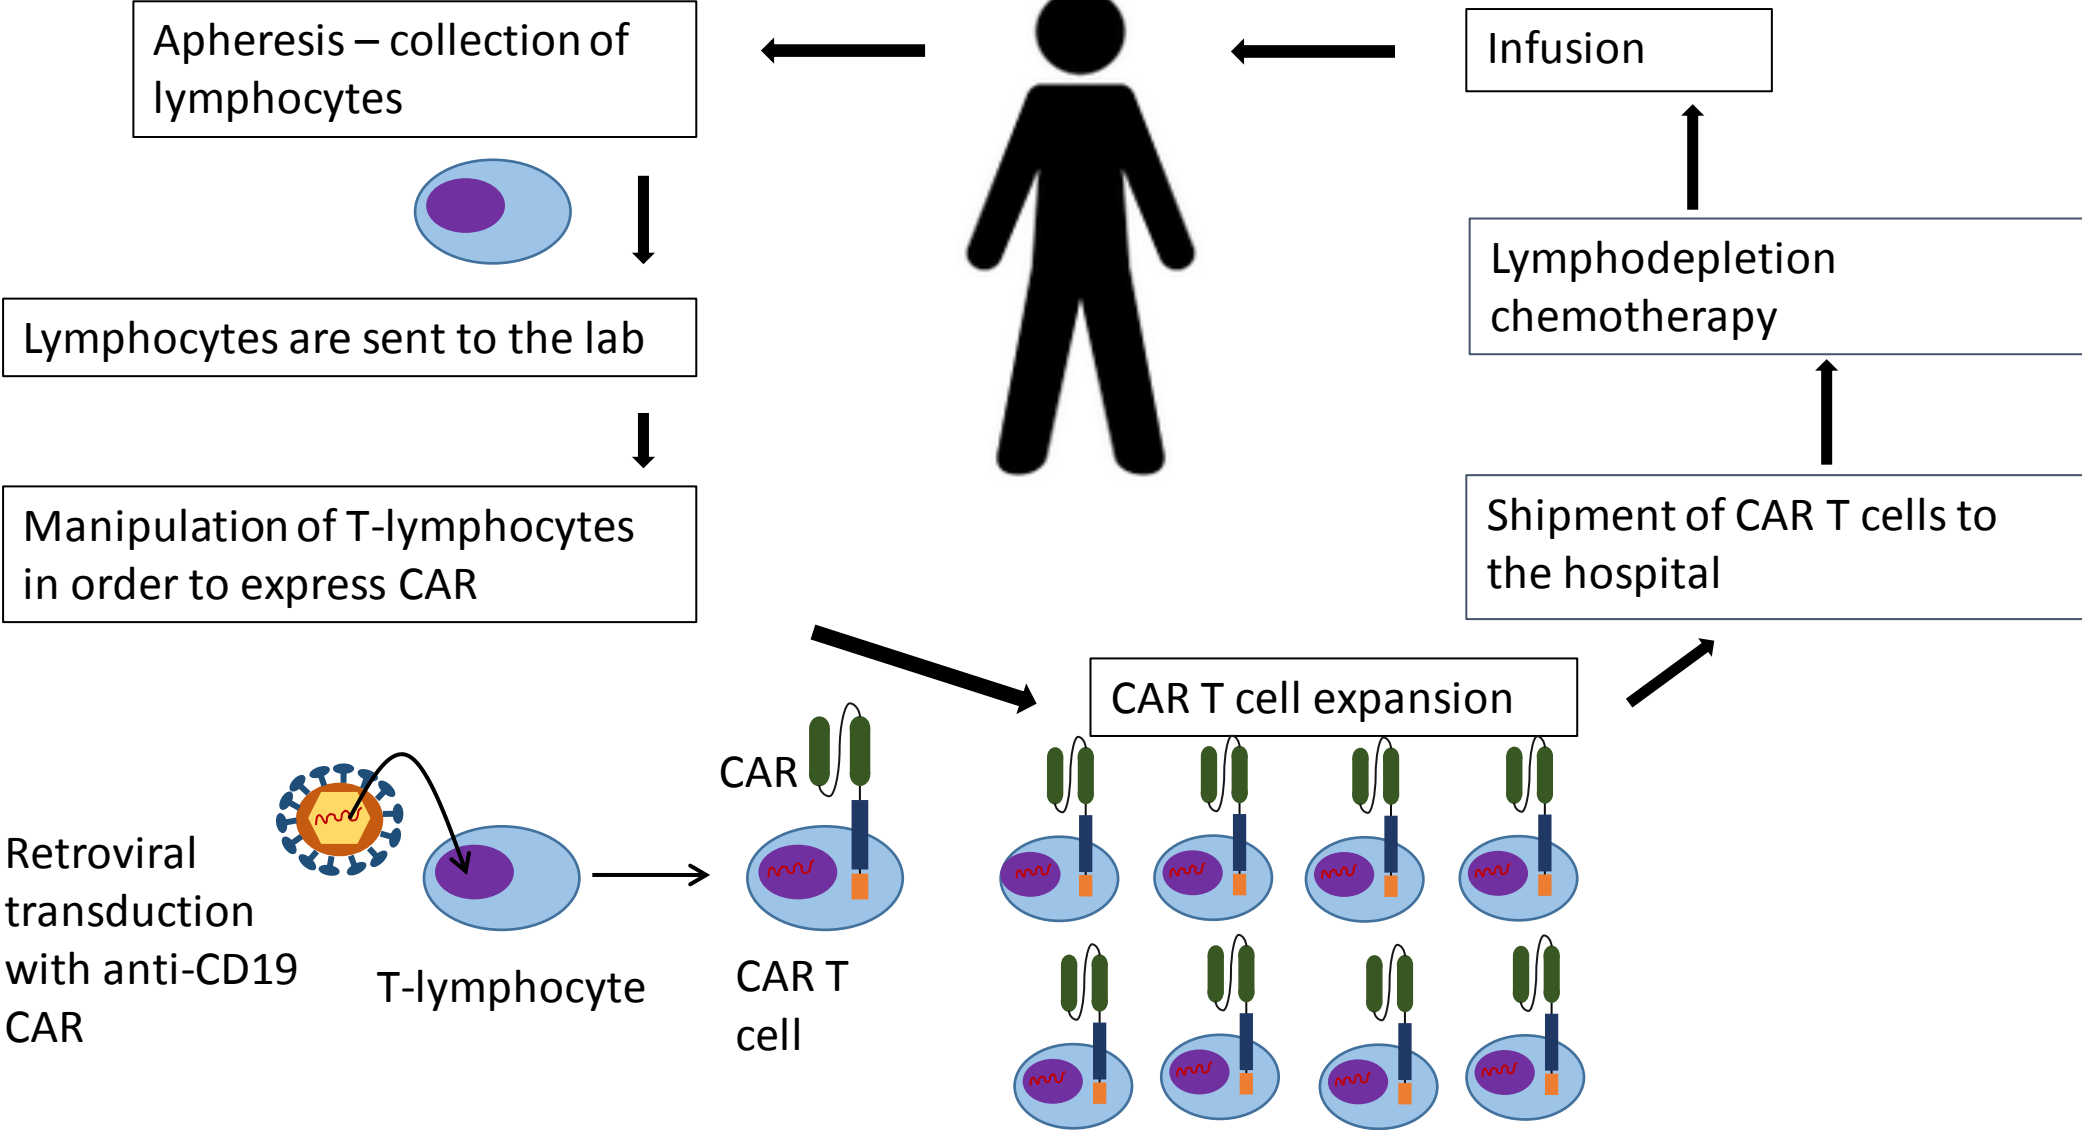 Apheresis – collection of
lymphocytes
Lymphocytes are sent to the lab
Manipulation of T-lymphocytes
in order to express CAR
Retroviral
transduction
with anti-CD19
CAR
T-lymphocyte
CAR
CAR T
cell
CAR T cell expansion
Shipment of CAR T cells to
the hospital
Lymphodepletion
chemotherapy
Infusion